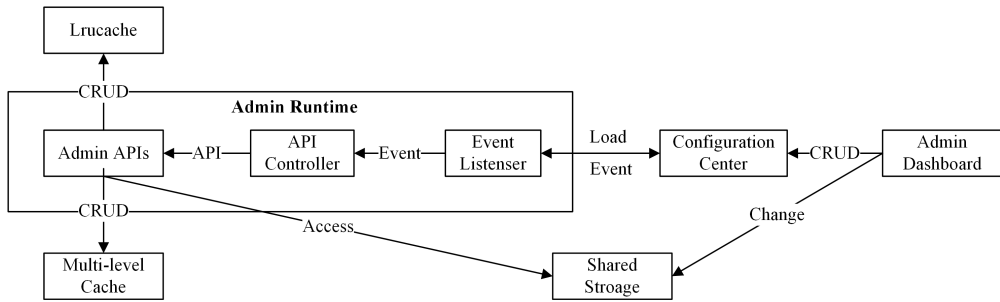 Lrucache
CRUD
Admin Runtime
Admin APIs
API
API
Controller
Event
Event
Listenser
Load
Event
Configuration
Center
CRUD
Admin
Dashboard
CRUD
Access
Change
Multi-level
Cache
Shared
Stroage